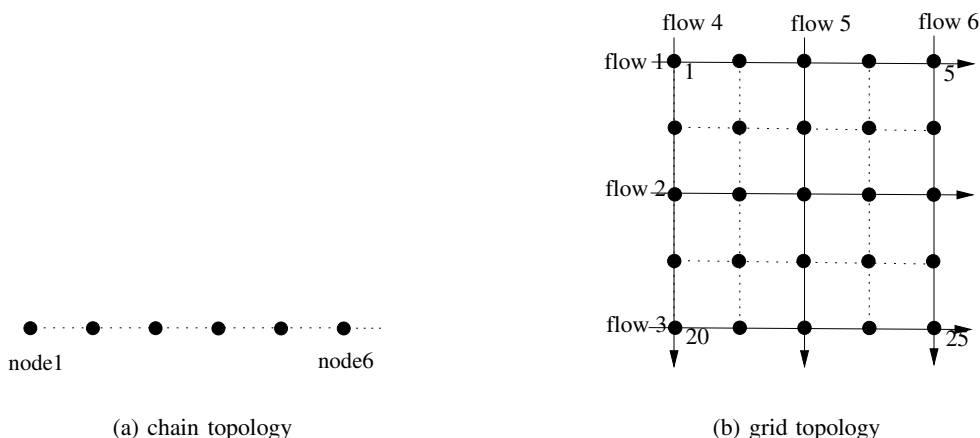 flow 4 flow 5 flow 6
flow 1
1
5
flow 2
flow 3
20
25
node1
node6
(a) chain topology
(b) grid topology